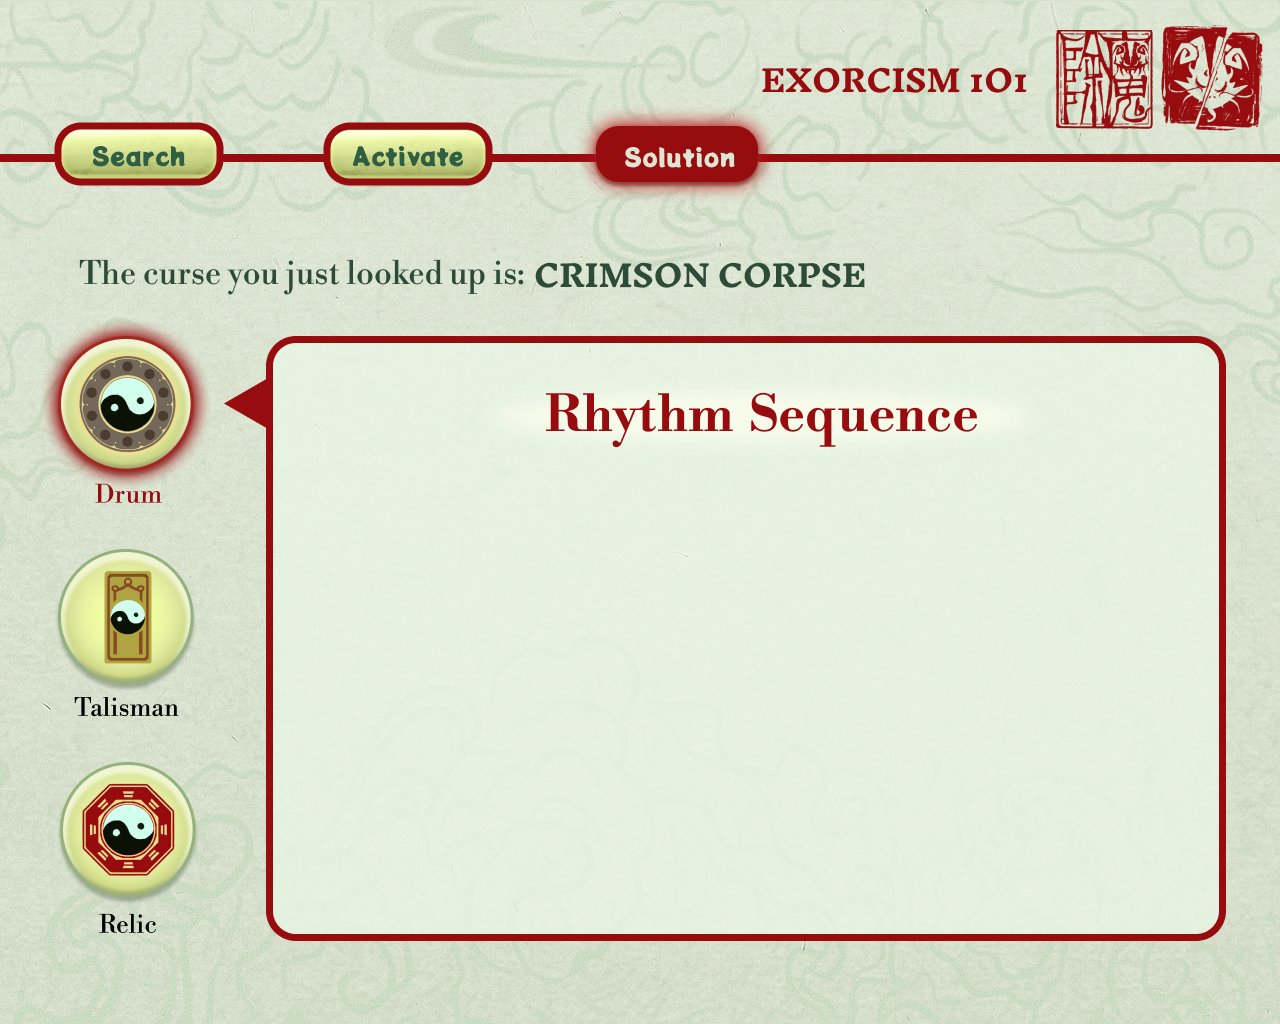 EXORCISM 101
Search
Activate
Solution
The curse you just looked up is: CRIMSON CORPSE
Rhythm Sequence
Drum
Talisman
Relic